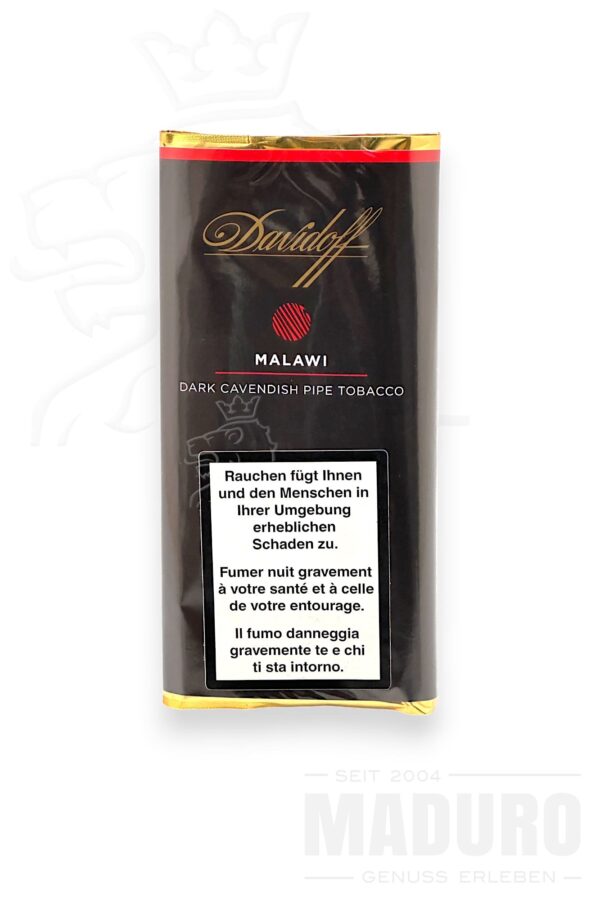 Davidoff
MALAWI
DARK CAVENDISH PIPE TOBACCO
Rauchen fügt Ihnen
und den Menschen in
Ihrer Umgebung
erheblichen
Schaden zu.
Fumer nuit gravement
à votre santé et à celle
de votre entourage.
Il fumo danneggia
gravemente te e chi
ti sta intorno.
SEIT 2004
MADURO
GENUSS ERLEBEN